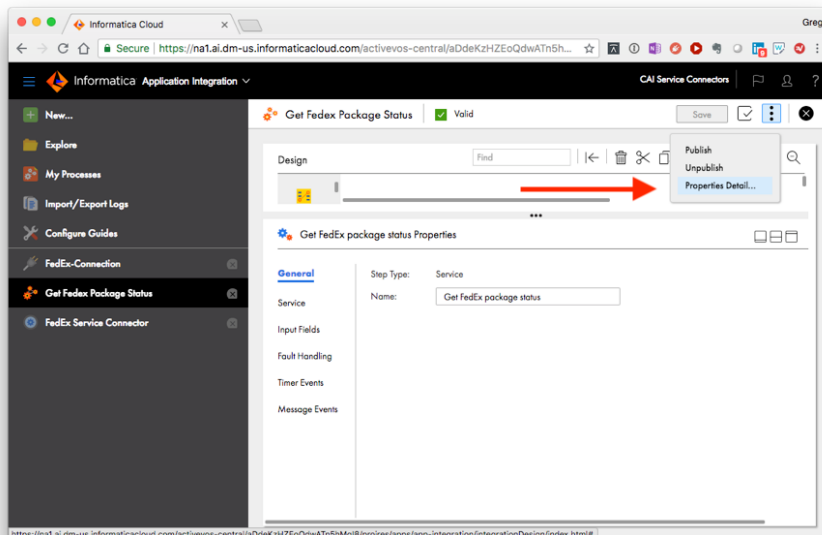 Informatica Cloud
Greg
Secure https://na1.ai.dm-us.informaticacloud.com/activevos-central/aDdeKzHZEoQdwATn5h...
Informatica Application Integration
CAI Service Connectors
New...
Get Fedex Package Status
Valid
Save
Explore
My Processes
Import/Export Logs
Configure Guides
FedEx-Connection
Get Fedex Package Status
FedEx Service Connector
Design
Find
Publish
Unpublish
Properties Detail...
Get FedEx package status Properties
General
Service
Input Fields
Fault Handling
Timer Events
Message Events
Step Type: Service
Name: Get FedEx package status